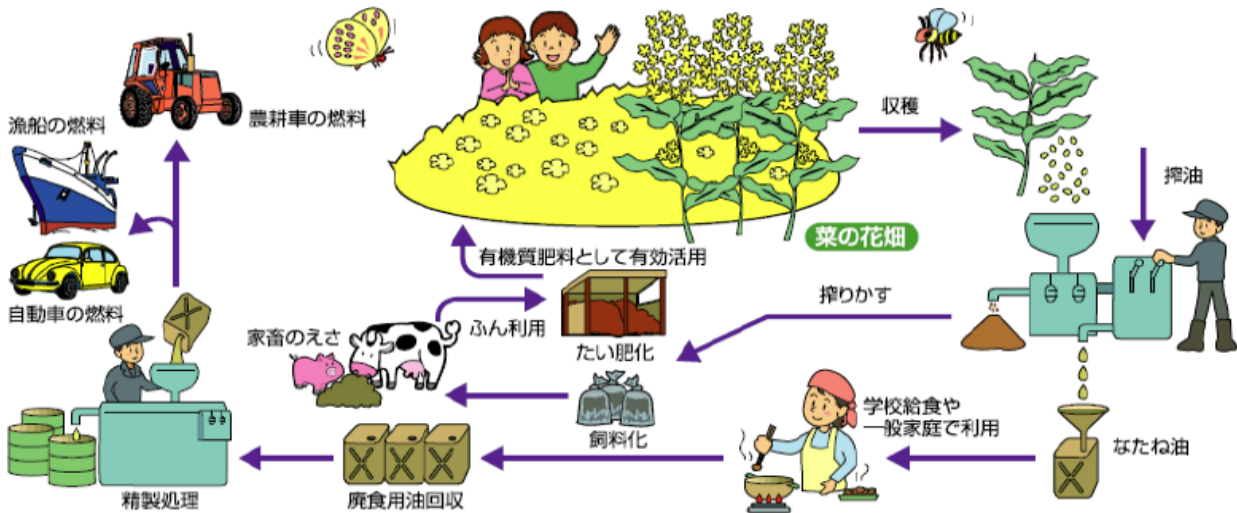 収穫
搾油
菜の花畑
搾りかす
なたね油
学校給食や
一般家庭で利用
廃食用油回収
精製処理
自動車の燃料
漁船の燃料
農耕車の燃料
飼料化
家畜のえさ
ふん利用
たい肥化
有機質肥料として有効活用